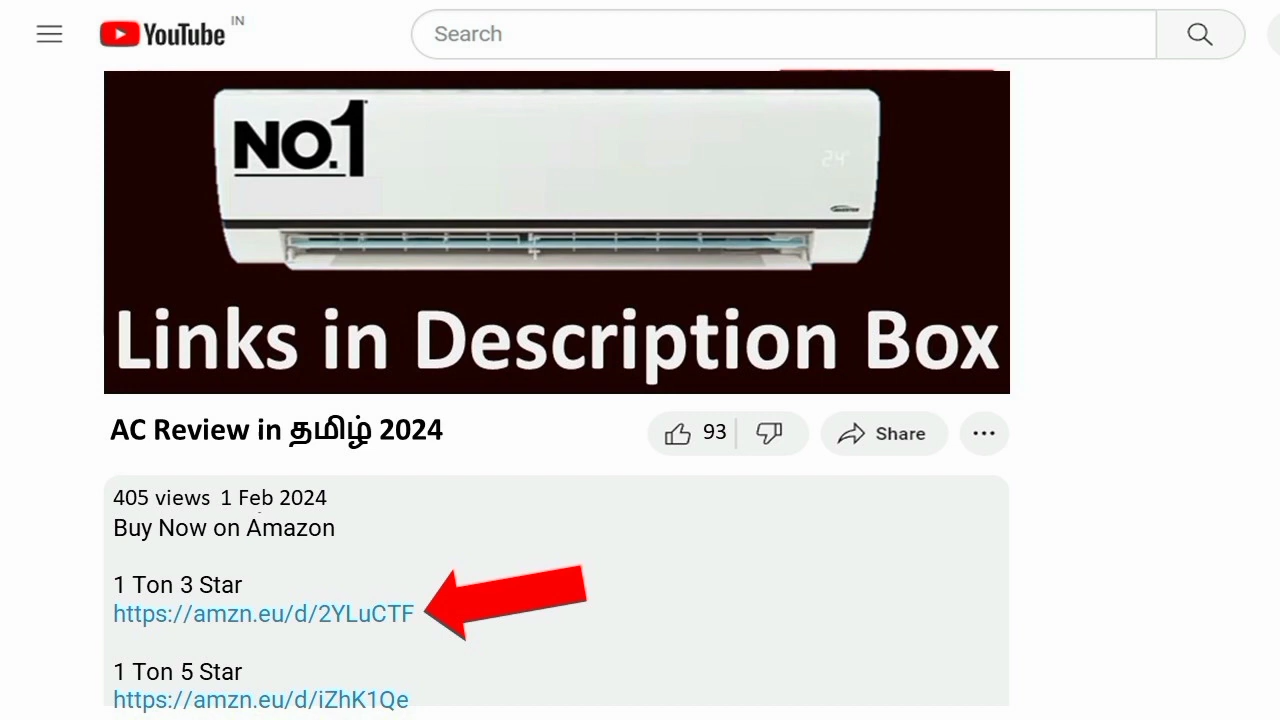 YouTube IN
Search
NO.1
24°
INVERTER
Links in Description Box
AC Review in தமிழ் 2024
93
Share
405 views 1 Feb 2024
Buy Now on Amazon
1 Ton 3 Star
https://amzn.eu/d/2YLuCTF
1 Ton 5 Star
https://amzn.eu/d/iZhK1Qe